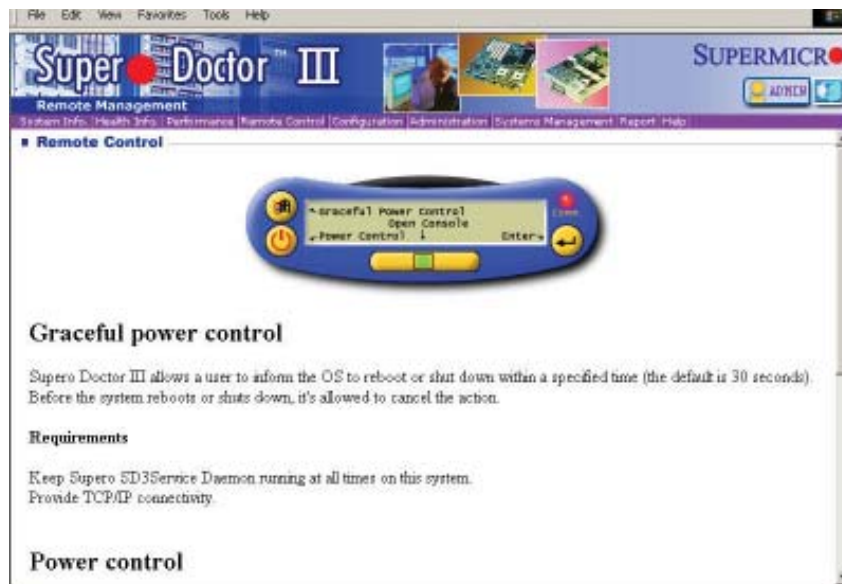 File Edit View Favorites Tools Help
Supero Doctor™ III
SUPERMICRO
Remote Management
ADMIN
System Info. Health Info. Performance Remote Control Configuration Administration Systems Management Report Help
Remote Control
Graceful Power Control
Open Console
Power Control
Enter
Comm.
Graceful power control
Supero Doctor III allows a user to inform the OS to reboot or shut down within a specified time (the default is 30 seconds).
Before the system reboots or shuts down, it's allowed to cancel the action.
Requirements
Keep Supero SD3Service Daemon running at all times on this system.
Provide TCP/IP connectivity.
Power control